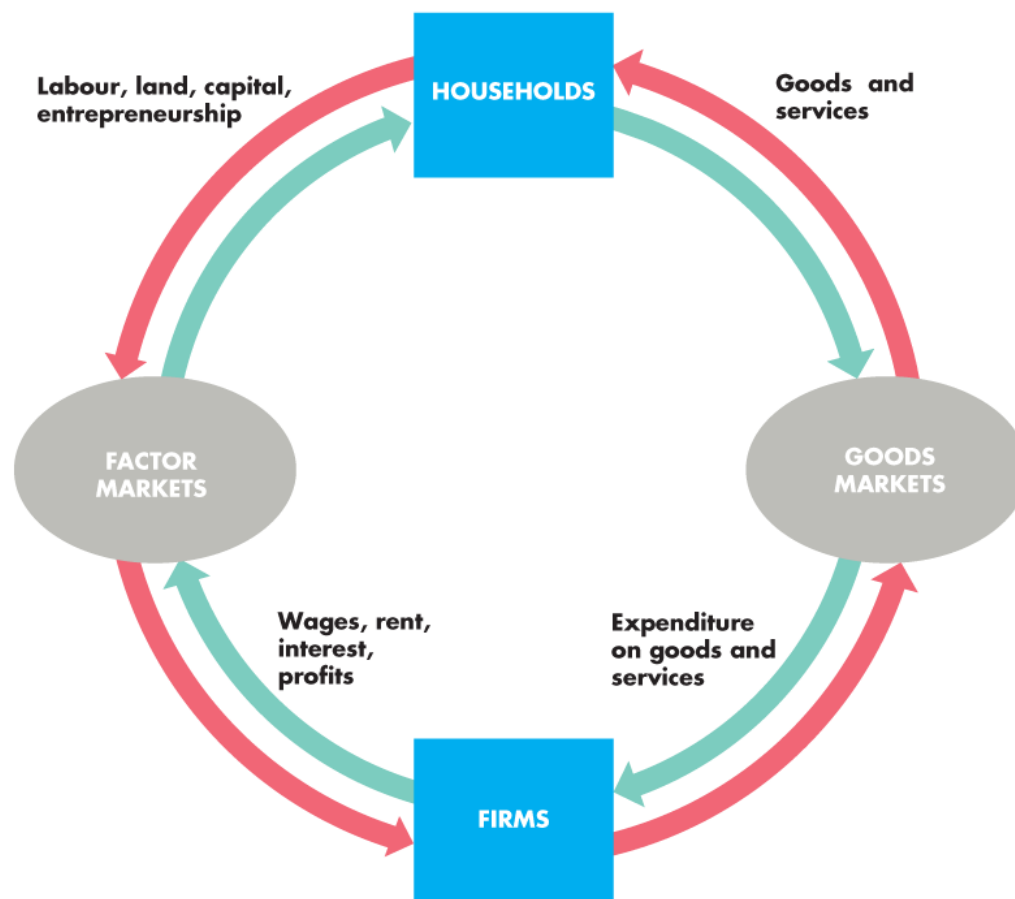 HOUSEHOLDS
Labour, land, capital,
entrepreneurship
Goods and
services
FACTOR
MARKETS
GOODS
MARKETS
Wages, rent,
interest,
profits
Expenditure
on goods and
services
FIRMS